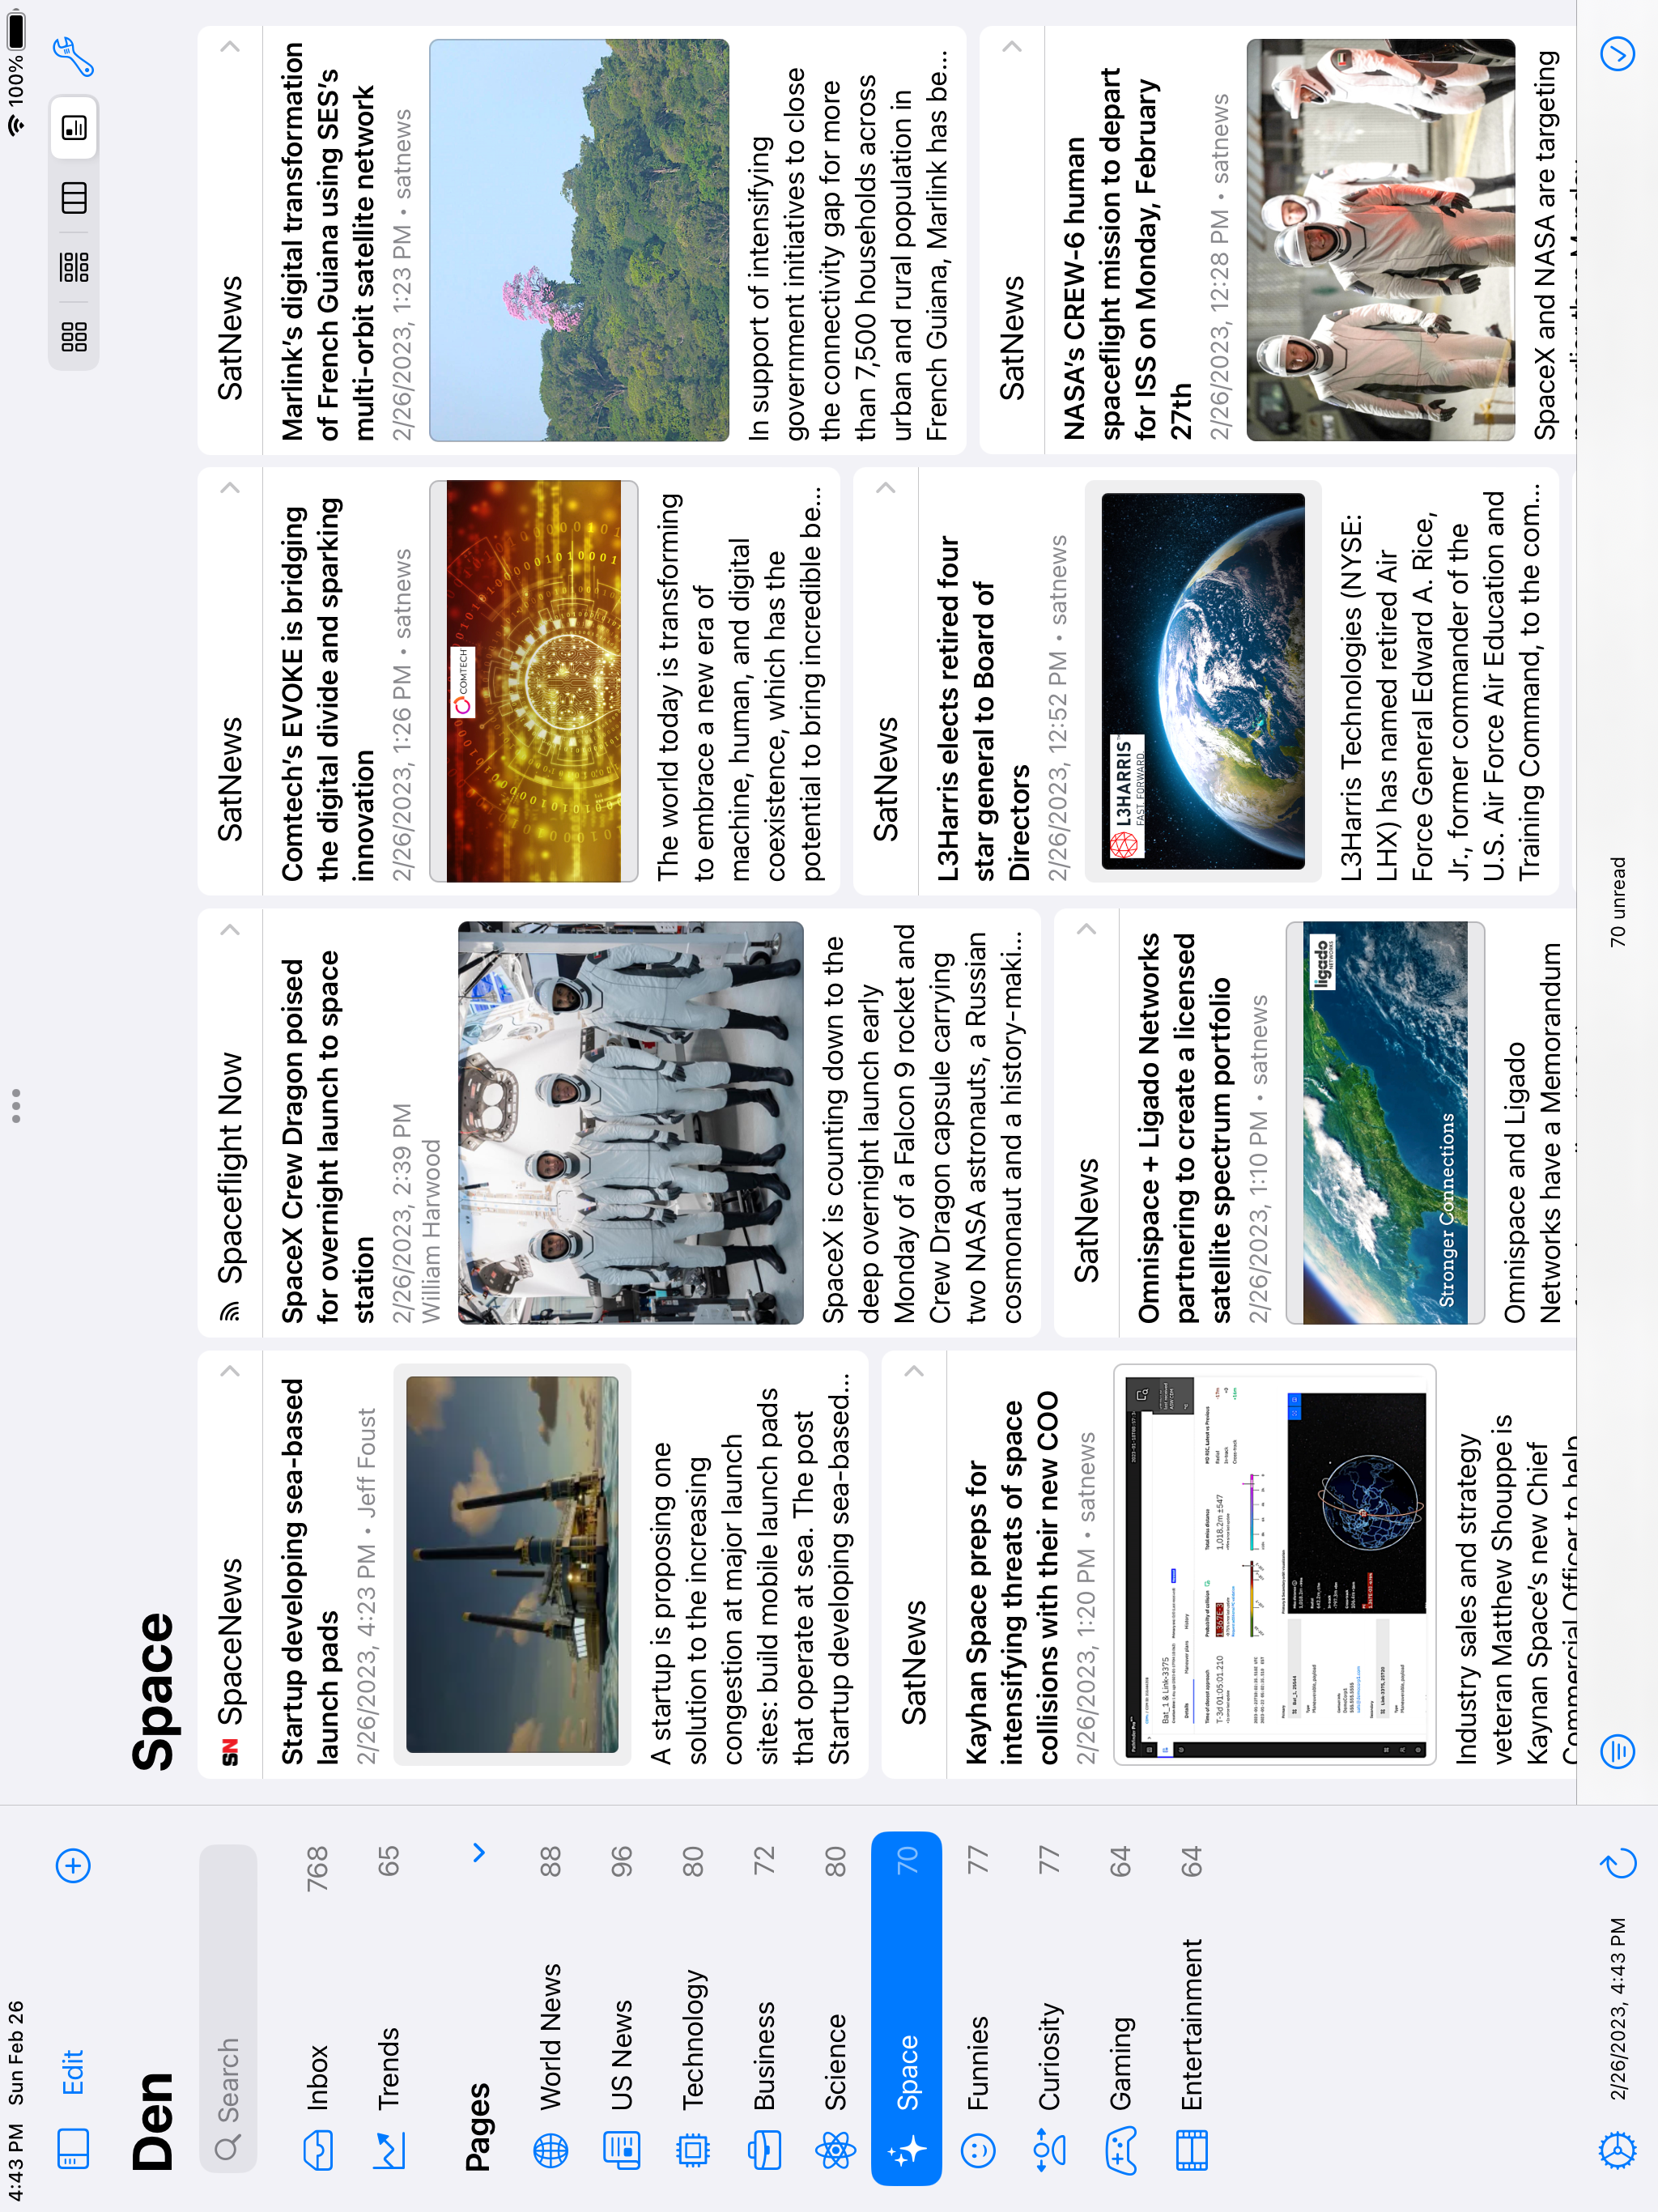 4:43 PM Sun Feb 26
100%
Edit
Den
Search
Inbox 768
Trends 65
Pages
World News 88
US News 96
Technology 80
Business 72
Science 80
Space 70
Funnies 77
Curiosity 77
Gaming 64
Entertainment 64
2/26/2023, 4:43 PM
Space
SN SpaceNews
Startup developing sea-based
launch pads
2/26/2023, 4:23 PM • Jeff Foust
A startup is proposing one
solution to the increasing
congestion at major launch
sites: build mobile launch pads
that operate at sea. The post
Startup developing sea-based...
SatNews
Kayhan Space preps for
intensifying threats of space
collisions with their new COO
2/26/2023, 1:20 PM • satnews
Bat_1 & Link-3375
T-3d 01:05:01.210
1,018.2m ±547
Industry sales and strategy
veteran Matthew Shouppe is
Kaynan Space's new Chief
Commercial Officer to help
Spaceflight Now
SpaceX Crew Dragon poised
for overnight launch to space
station
2/26/2023, 2:39 PM
William Harwood
SpaceX is counting down to the
deep overnight launch early
Monday of a Falcon 9 rocket and
Crew Dragon capsule carrying
two NASA astronauts, a Russian
cosmonaut and a history-maki...
SatNews
Omnispace + Ligado Networks
partnering to create a licensed
satellite spectrum portfolio
2/26/2023, 1:10 PM • satnews
ligado
NETWORKS
Stronger Connections
Omnispace and Ligado
Networks have a Memorandum
SatNews
Comtech's EVOKE is bridging
the digital divide and sparking
innovation
2/26/2023, 1:26 PM • satnews
COMTECH
The world today is transforming
to embrace a new era of
machine, human, and digital
coexistence, which has the
potential to bring incredible be...
SatNews
L3Harris elects retired four
star general to Board of
Directors
2/26/2023, 12:52 PM • satnews
L3HARRIS
FAST. FORWARD.
L3Harris Technologies (NYSE:
LHX) has named retired Air
Force General Edward A. Rice,
Jr., former commander of the
U.S. Air Force Air Education and
Training Command, to the com...
SatNews
Marlink's digital transformation
of French Guiana using SES's
multi-orbit satellite network
2/26/2023, 1:23 PM • satnews
In support of intensifying
government initiatives to close
the connectivity gap for more
than 7,500 households across
urban and rural population in
French Guiana, Marlink has be...
SatNews
NASA's CREW-6 human
spaceflight mission to depart
for ISS on Monday, February
27th
2/26/2023, 12:28 PM • satnews
SpaceX and NASA are targeting
70 unread